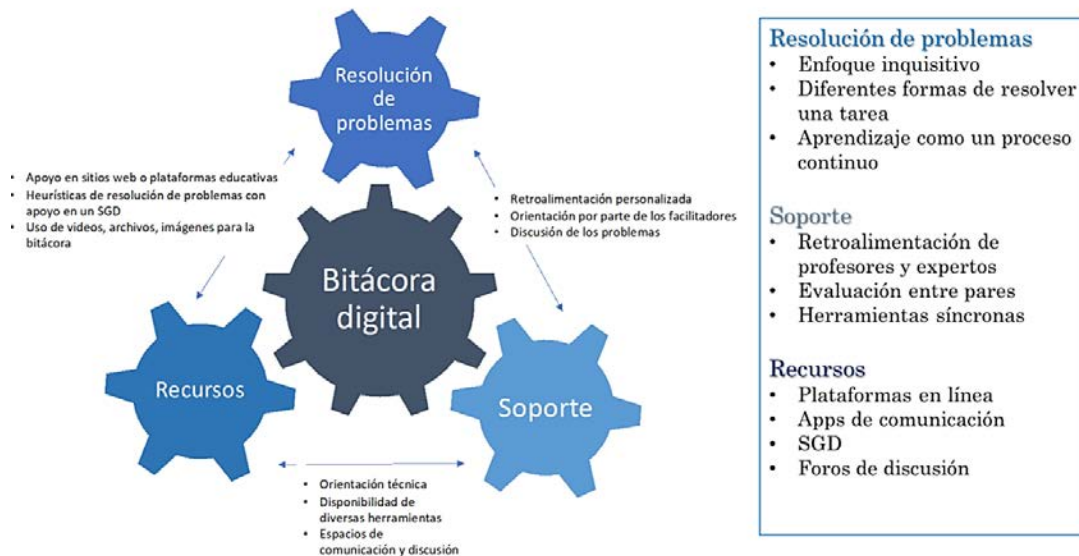 Resolución
de
problemas
• Apoyo en sitios web o plataformas educativas
• Heurísticas de resolución de problemas con
apoyo en un SGD
• Uso de videos, archivos, imágenes para la
bitácora
• Retroalimentación personalizada
• Orientación por parte de los facilitadores
• Discusión de los problemas
Bitácora
digital
Recursos
Soporte
• Orientación técnica
• Disponibilidad de
diversas herramientas
• Espacios de
comunicación y discusión
Resolución de problemas
• Enfoque inquisitivo
• Diferentes formas de resolver
una tarea
• Aprendizaje como un proceso
continuo
Soporte
• Retroalimentación de
profesores y expertos
• Evaluación entre pares
• Herramientas síncronas
Recursos
• Plataformas en línea
• Apps de comunicación
• SGD
• Foros de discusión